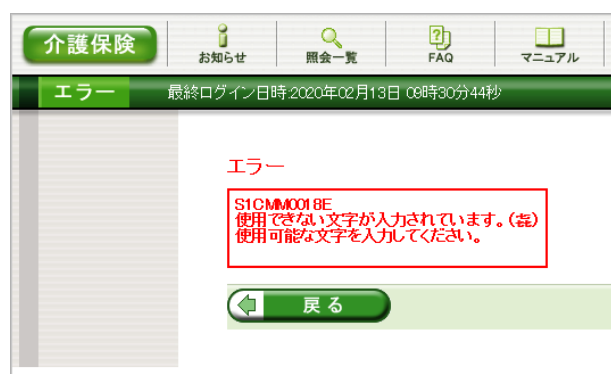 介護保険
お知らせ
照会一覧
FAQ
マニュアル
エラー
最終ログイン日時:2020年02月13日 09時30分44秒
エラー
S1CMM0018E
使用できない文字が入力されています。(㐂)
使用可能な文字を入力してください。
戻る